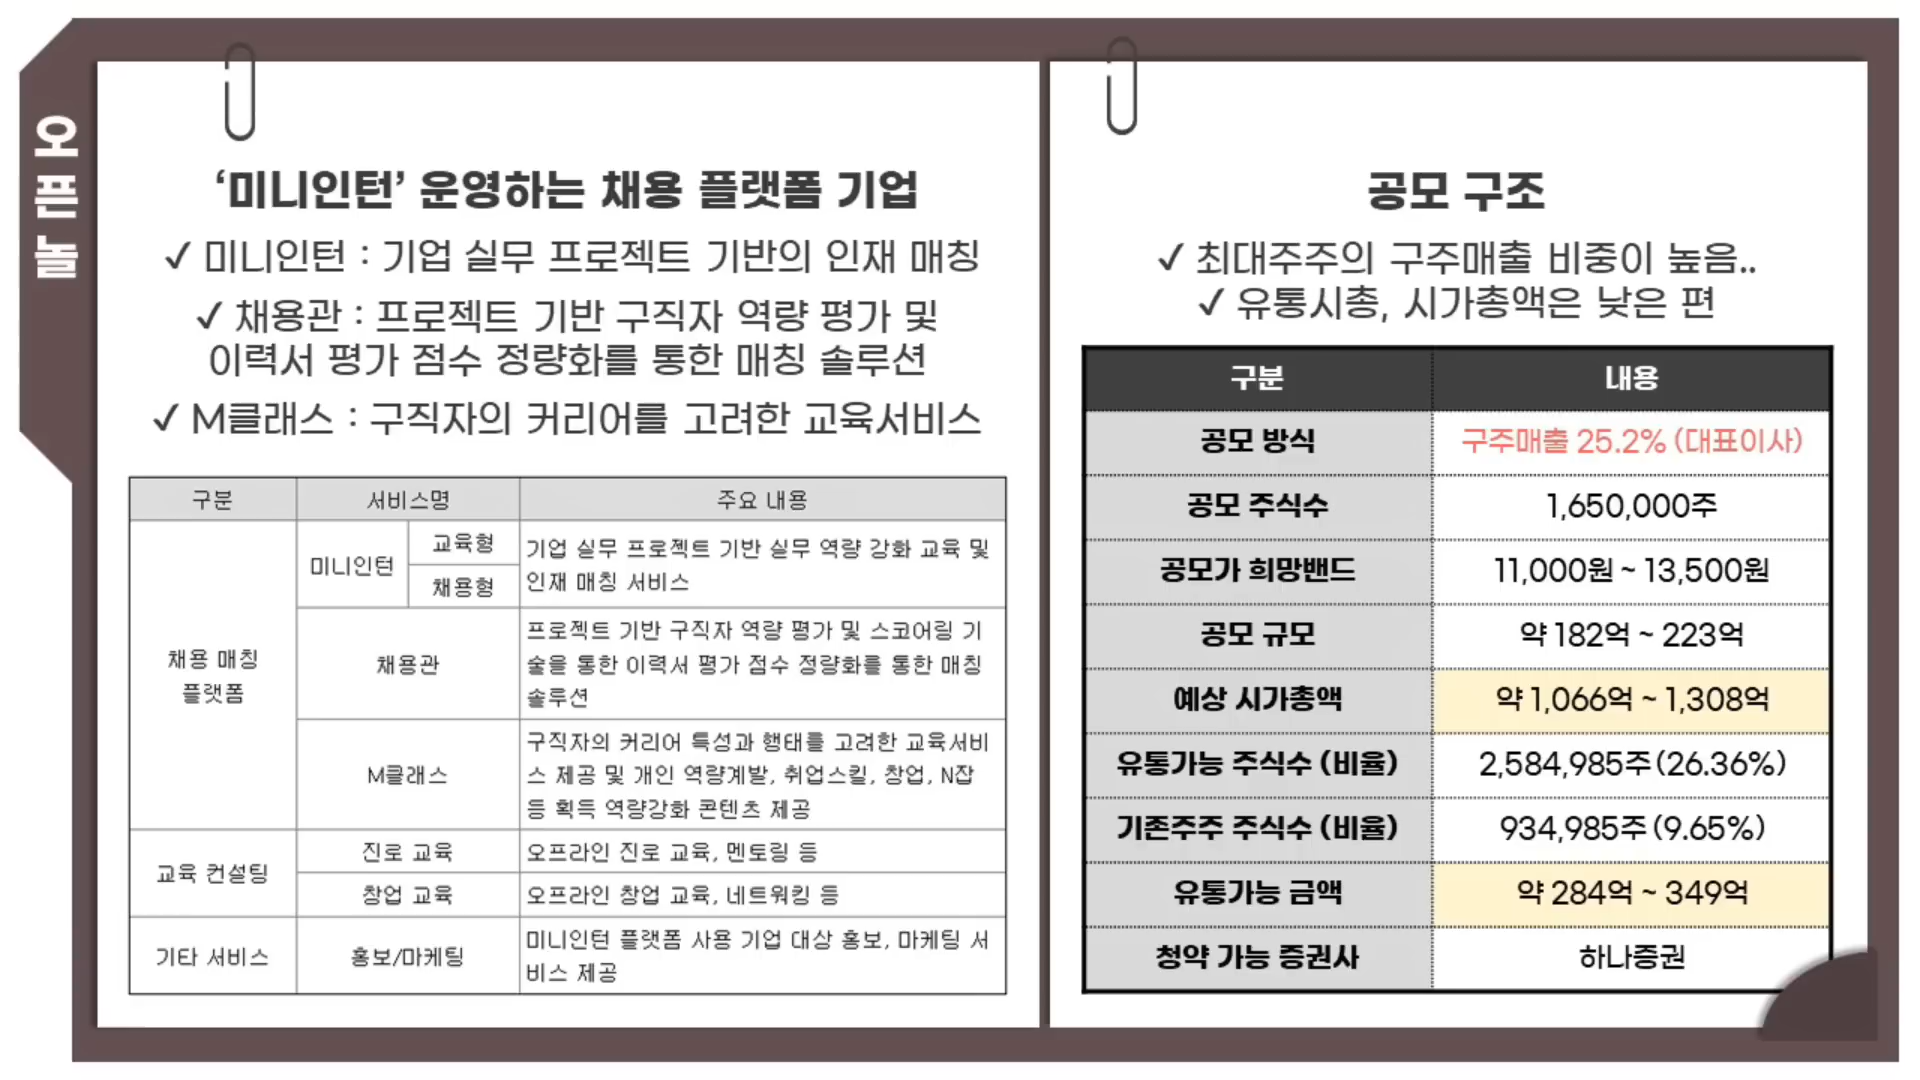 오픈놀
‘미니인턴’ 운영하는 채용 플랫폼 기업
✓ 미니인턴 : 기업 실무 프로젝트 기반의 인재 매칭
✓ 채용관 : 프로젝트 기반 구직자 역량 평가 및
이력서 평가 점수 정량화를 통한 매칭 솔루션
✓ M클래스 : 구직자의 커리어를 고려한 교육서비스
구분 서비스명 주요 내용
채용 매칭
플랫폼
미니인턴
교육형
채용형
기업 실무 프로젝트 기반 실무 역량 강화 교육 및
인재 매칭 서비스
채용관
프로젝트 기반 구직자 역량 평가 및 스코어링 기
술을 통한 이력서 평가 점수 정량화를 통한 매칭
솔루션
M클래스
구직자의 커리어 특성과 행태를 고려한 교육서비
스 제공 및 개인 역량계발, 취업스킬, 창업, N잡
등 획득 역량강화 콘텐츠 제공
교육 컨설팅
진로 교육 오프라인 진로 교육, 멘토링 등
창업 교육 오프라인 창업 교육, 네트워킹 등
기타 서비스 홍보/마케팅
미니인턴 플랫폼 사용 기업 대상 홍보, 마케팅 서
비스 제공
공모 구조
✓ 최대주주의 구주매출 비중이 높음..
✓ 유통시총, 시가총액은 낮은 편
구분 내용
공모 방식 구주매출 25.2% (대표이사)
공모 주식수 1,650,000주
공모가 희망밴드 11,000원 ~ 13,500원
공모 규모 약 182억 ~ 223억
예상 시가총액 약 1,066억 ~ 1,308억
유통가능 주식수 (비율) 2,584,985주 (26.36%)
기존주주 주식수 (비율) 934,985주 (9.65%)
유통가능 금액 약 284억 ~ 349억
청약 가능 증권사 하나증권